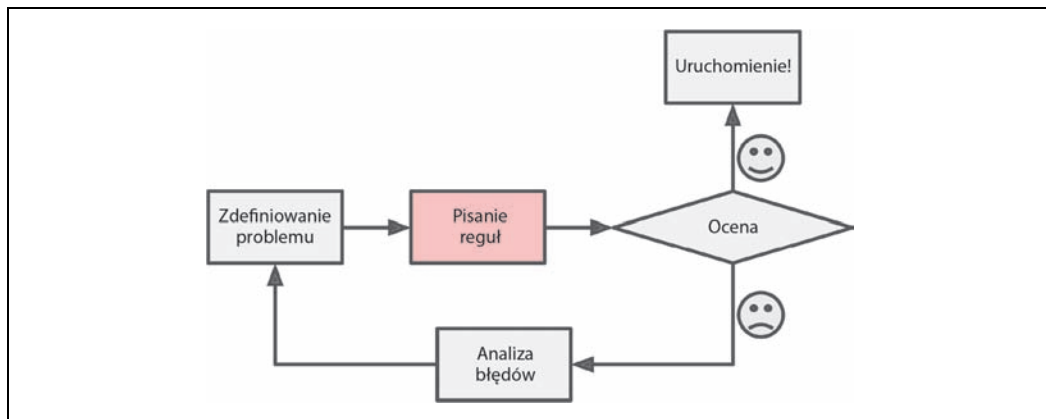 Uruchomienie!
Zdefiniowanie
problemu
Pisanie
reguł
Ocena
Analiza
błędów